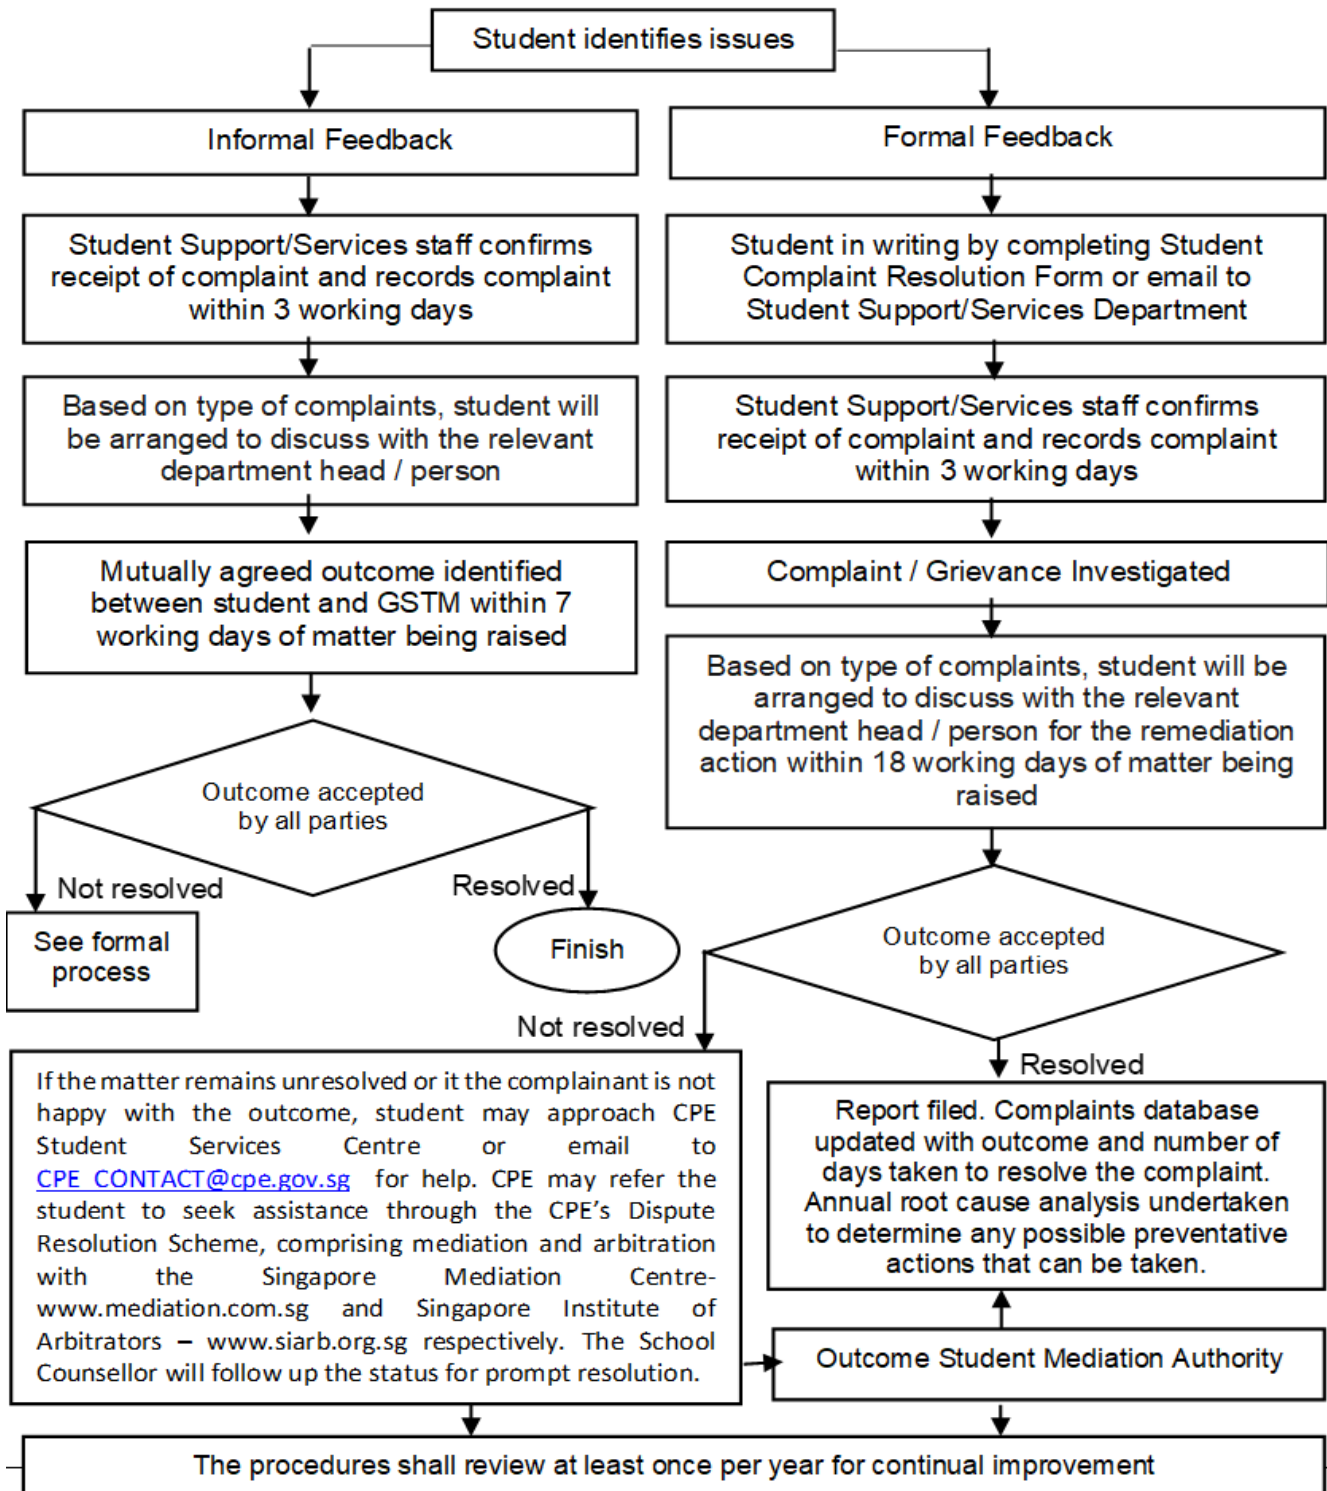 Student identifies issues
Informal Feedback
Student Support/Services staff confirms
receipt of complaint and records complaint
within 3 working days
Based on type of complaints, student will
be arranged to discuss with the relevant
department head / person
Mutually agreed outcome identified
between student and GSTM within 7
working days of matter being raised
Outcome accepted
by all parties
Not resolved
Resolved
See formal
process
Finish
Formal Feedback
Student in writing by completing Student
Complaint Resolution Form or email to
Student Support/Services Department
Student Support/Services staff confirms
receipt of complaint and records complaint
within 3 working days
Complaint / Grievance Investigated
Based on type of complaints, student will be
arranged to discuss with the relevant
department head / person for the remediation
action within 18 working days of matter being
raised
Outcome accepted
by all parties
Not resolved
Resolved
If the matter remains unresolved or it the complainant is not
happy with the outcome, student may approach CPE
Student Services Centre or email to
CPE_CONTACT@cpe.gov.sg for help. CPE may refer the
student to seek assistance through the CPE's Dispute
Resolution Scheme, comprising mediation and arbitration
with the Singapore Mediation Centre-
www.mediation.com.sg and Singapore Institute of
Arbitrators – www.siarb.org.sg respectively. The School
Counsellor will follow up the status for prompt resolution.
Report filed. Complaints database
updated with outcome and number of
days taken to resolve the complaint.
Annual root cause analysis undertaken
to determine any possible preventative
actions that can be taken.
Outcome Student Mediation Authority
The procedures shall review at least once per year for continual improvement